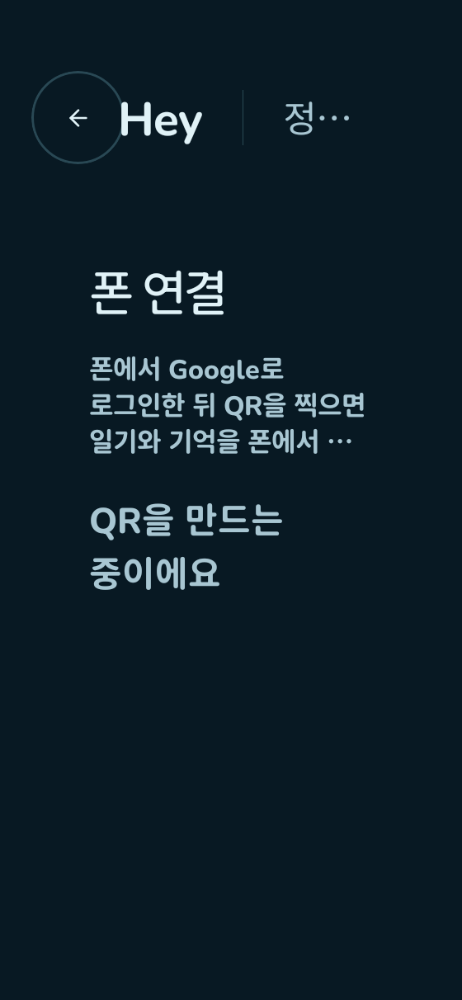 Hey
정…
폰 연결
폰에서 Google로
로그인한 뒤 QR을 찍으면
일기와 기억을 폰에서 …
QR을 만드는
중이에요